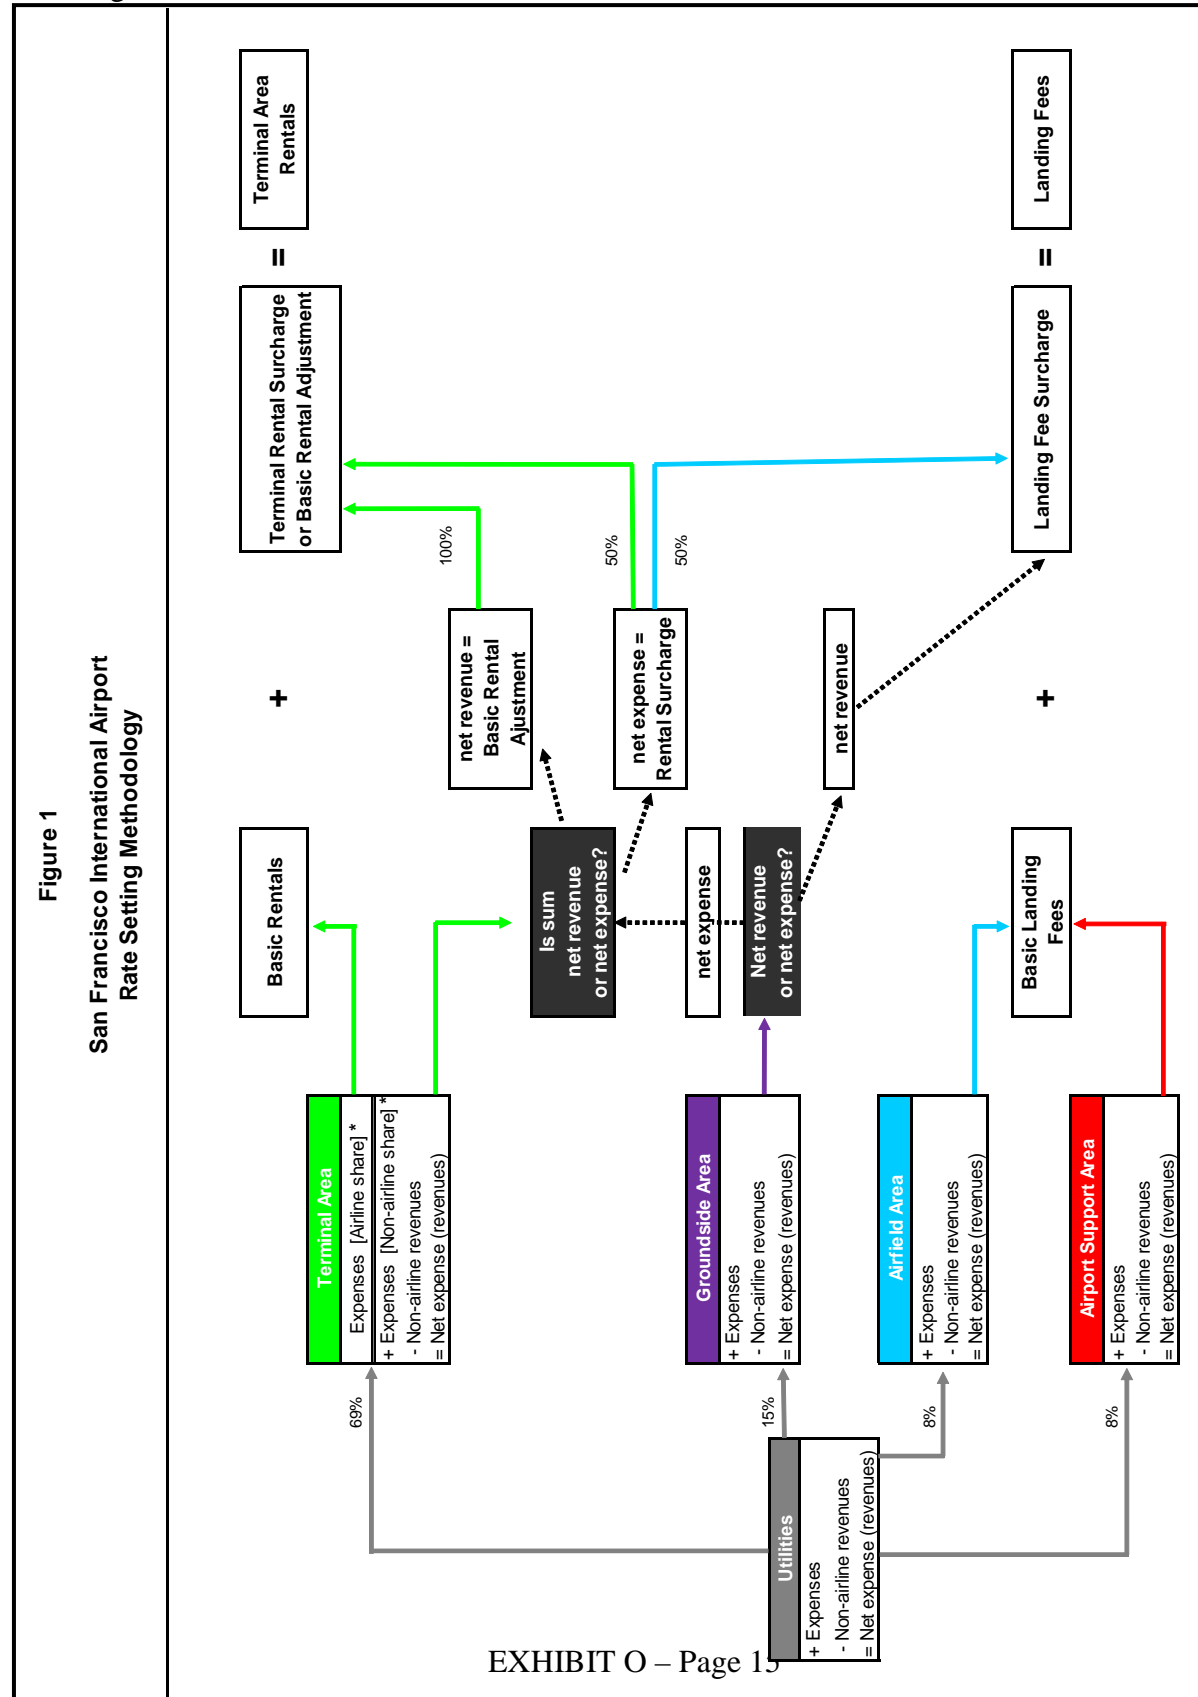 Figure 1
San Francisco International Airport
Rate Setting Methodology
Utilities
+ Expenses
- Non-airline revenues
= Net expense (revenues)
69%
15%
8%
8%
Terminal Area
Expenses [Airline share] *
+ Expenses [Non-airline share] *
- Non-airline revenues
= Net expense (revenues)
Groundside Area
+ Expenses
- Non-airline revenues
= Net expense (revenues)
Airfield Area
+ Expenses
- Non-airline revenues
= Net expense (revenues)
Airport Support Area
+ Expenses
- Non-airline revenues
= Net expense (revenues)
Basic Rentals
Is sum
net revenue
or net expense?
net expense
Net revenue
or net expense?
Basic Landing
Fees
+
net revenue =
Basic Rental
Ajustment
net expense =
Rental Surcharge
net revenue
+
100%
50%
50%
Terminal Rental Surcharge
or Basic Rental Adjustment
Landing Fee Surcharge
=
=
Terminal Area
Rentals
Landing Fees
EXHIBIT O – Page 15